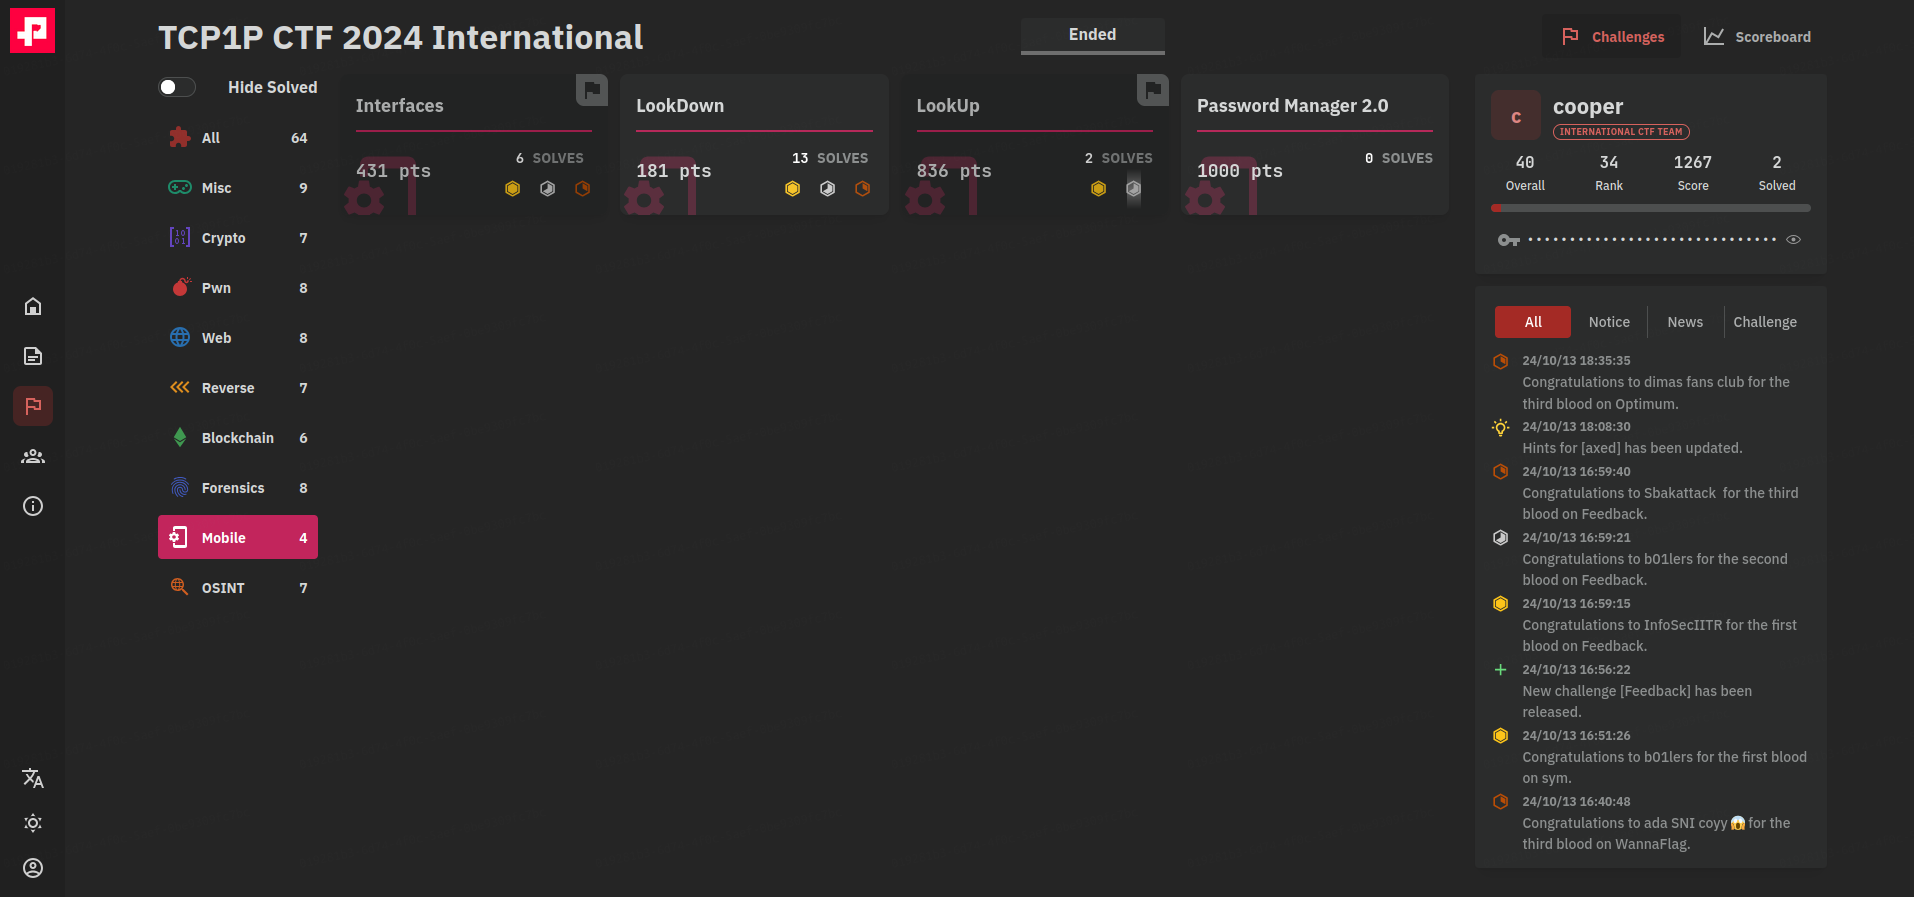 TCP1P CTF 2024 International
Ended
Challenges
Scoreboard
Hide Solved
All 64
Misc 9
Crypto 7
Pwn 8
Web 8
Reverse 7
Blockchain 6
Forensics 8
Mobile 4
OSINT 7
Interfaces
431 pts
6 SOLVES
LookDown
181 pts
13 SOLVES
LookUp
836 pts
2 SOLVES
Password Manager 2.0
1000 pts
0 SOLVES
c
cooper
INTERNATIONAL CTF TEAM
40 34 1267 2
Overall Rank Score Solved
All Notice News Challenge
24/10/13 18:35:35
Congratulations to dimas fans club for the
third blood on Optimum.
24/10/13 18:08:30
Hints for [axed] has been updated.
24/10/13 16:59:40
Congratulations to Sbakattack for the third
blood on Feedback.
24/10/13 16:59:21
Congratulations to b01lers for the second
blood on Feedback.
24/10/13 16:59:15
Congratulations to InfoSecIITR for the first
blood on Feedback.
24/10/13 16:56:22
New challenge [Feedback] has been
released.
24/10/13 16:51:26
Congratulations to b01lers for the first blood
on sym.
24/10/13 16:40:48
Congratulations to ada SNI coyy 😱 for the
third blood on WannaFlag.